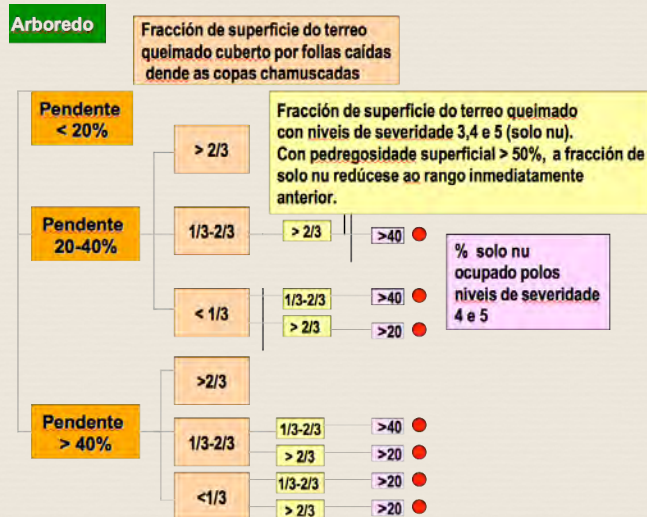 Arboredo
Fracción de superficie do terreo
queimado cuberto por follas caídas
dende as copas chamuscadas
Pendente
< 20%
Fracción de superficie do terreo queimado
con niveis de severidade 3,4 e 5 (solo nu).
Con pedregosidade superficial > 50%, a fracción de
solo nu redúcese ao rango inmediatamente
anterior.
> 2/3
Pendente
20-40%
1/3-2/3
> 2/3
>40
% solo nu
ocupado polos
niveis de severidade
4 e 5
< 1/3
1/3-2/3
>40
> 2/3
>20
>2/3
Pendente
> 40%
1/3-2/3
1/3-2/3
>40
> 2/3
>20
<1/3
1/3-2/3
>20
> 2/3
>20